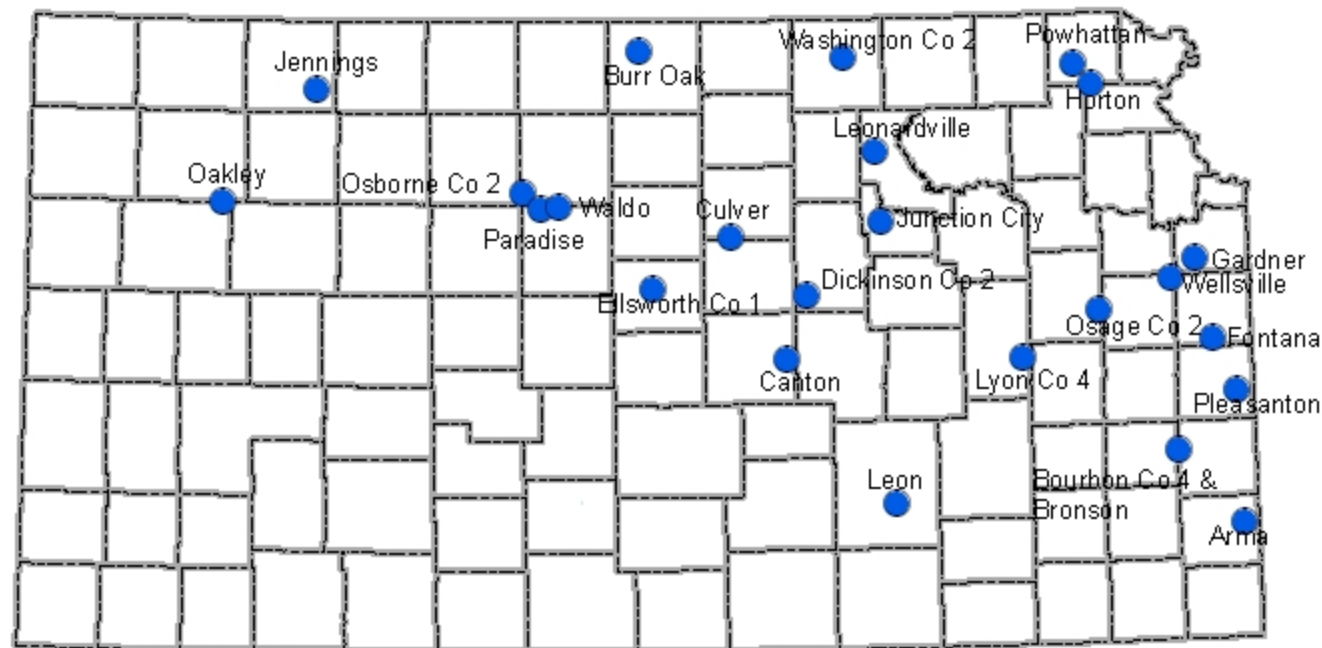 Powhattan
Washington Co 2
Jennings
Burr Oak
Horton
Leonardville
Oakley
Osborne Co 2
Waldo
Culver
Junction City
Paradise
Gardner
Dickinson Co 2
Wellsville
Ellsworth Co 1
Osage Co 2
Fontana
Canton
Lyon Co 4
Pleasanton
Leon
Bourbon Co 4 &
Bronson
Arma